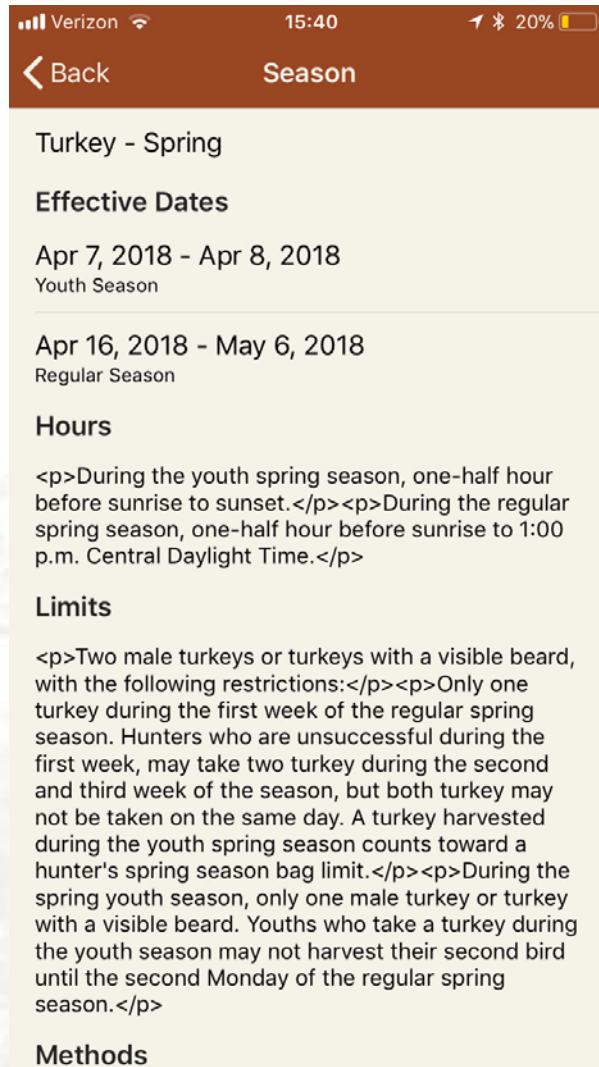 Verizon 15:40 20%
Back Season
Turkey - Spring
Effective Dates
Apr 7, 2018 - Apr 8, 2018
Youth Season
Apr 16, 2018 - May 6, 2018
Regular Season
Hours
<p>During the youth spring season, one-half hour
before sunrise to sunset.</p><p>During the regular
spring season, one-half hour before sunrise to 1:00
p.m. Central Daylight Time.</p>
Limits
<p>Two male turkeys or turkeys with a visible beard,
with the following restrictions:</p><p>Only one
turkey during the first week of the regular spring
season. Hunters who are unsuccessful during the
first week, may take two turkey during the second
and third week of the season, but both turkey may
not be taken on the same day. A turkey harvested
during the youth spring season counts toward a
hunter's spring season bag limit.</p><p>During the
spring youth season, only one male turkey or turkey
with a visible beard. Youths who take a turkey during
the youth season may not harvest their second bird
until the second Monday of the regular spring
season.</p>
Methods